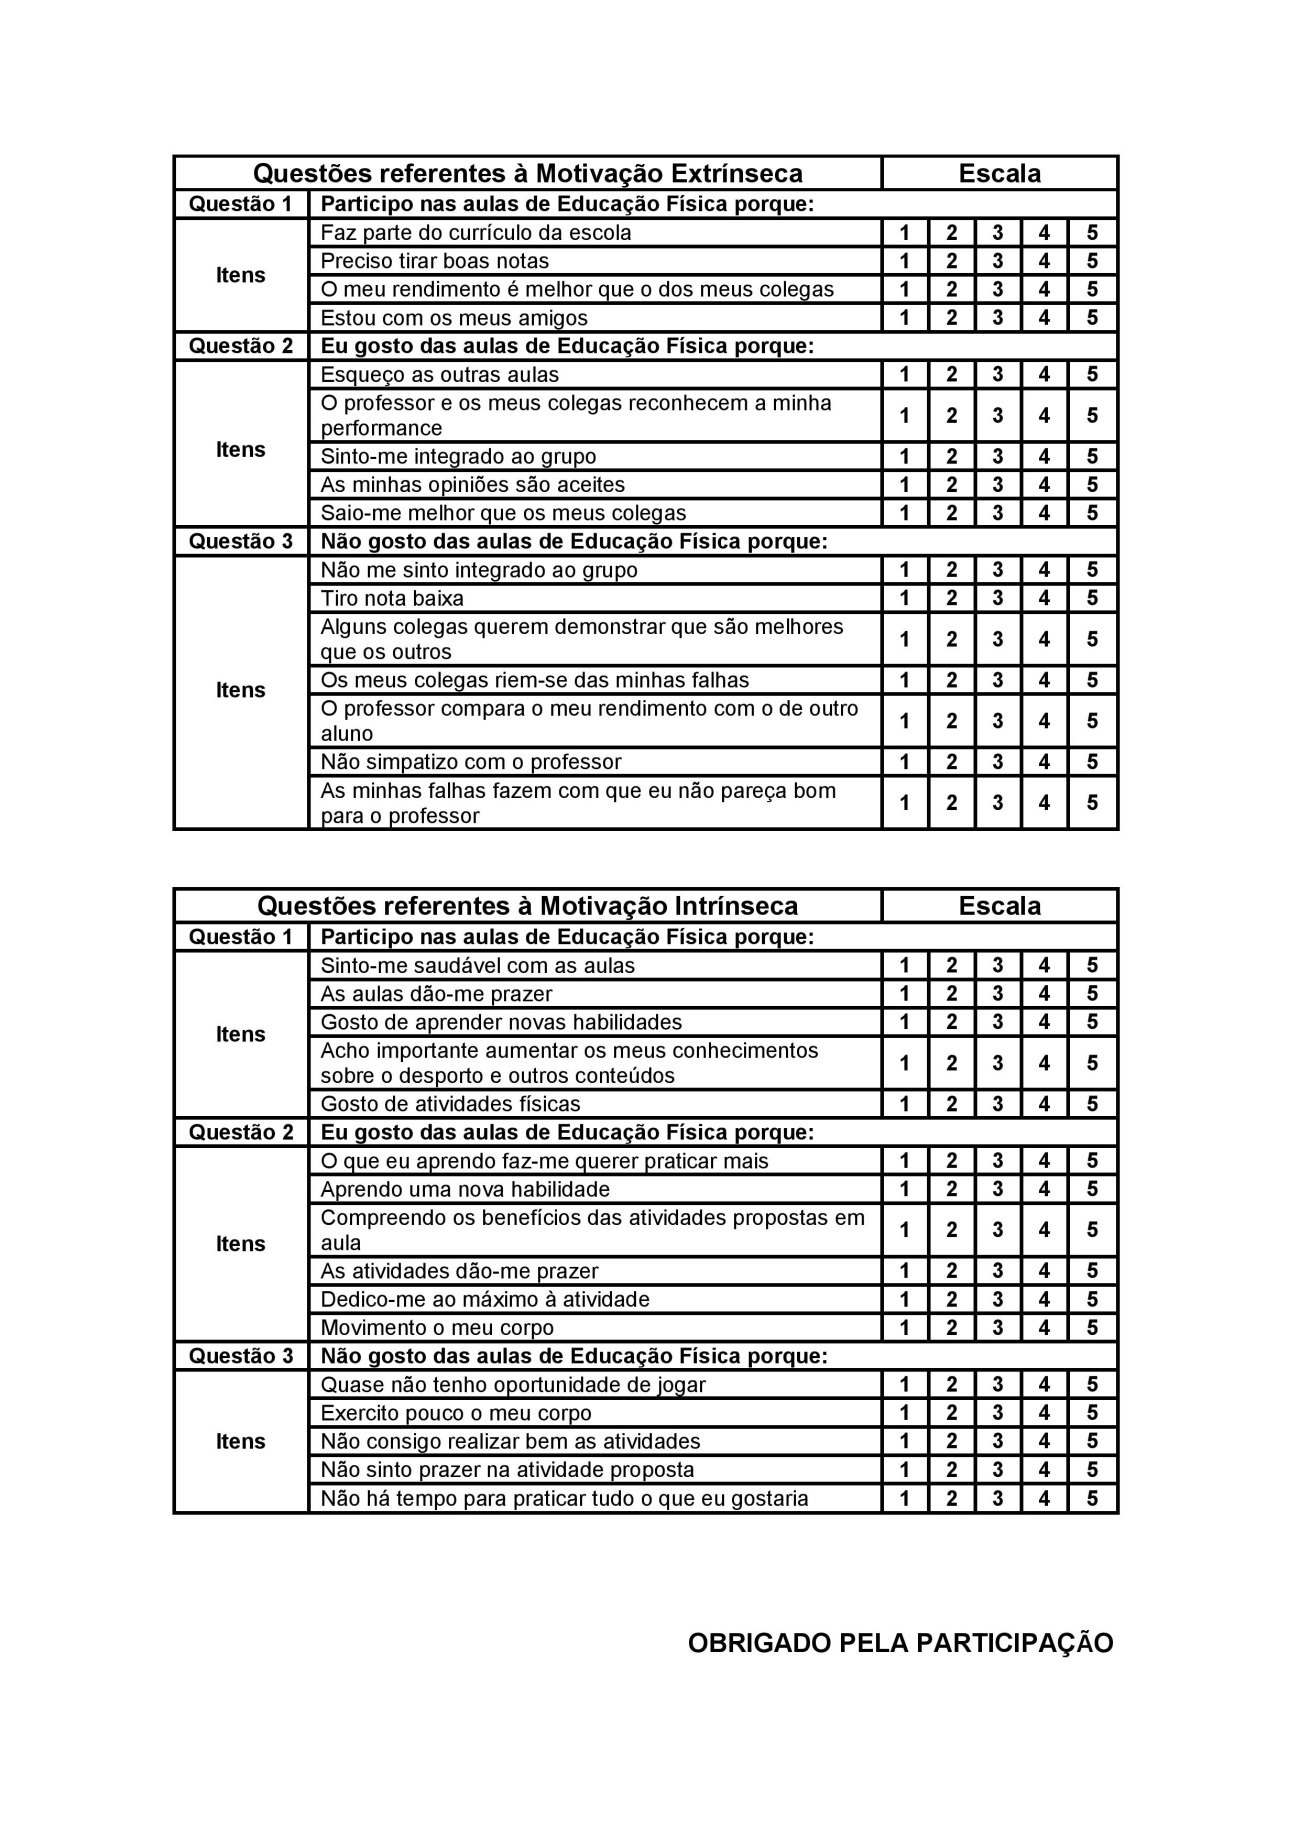 Questões referentes à Motivação Extrínseca Escala
Questão 1 Participo nas aulas de Educação Física porque:
Itens
Faz parte do currículo da escola 1 2 3 4 5
Preciso tirar boas notas 1 2 3 4 5
O meu rendimento é melhor que o dos meus colegas 1 2 3 4 5
Estou com os meus amigos 1 2 3 4 5
Questão 2 Eu gosto das aulas de Educação Física porque:
Itens
Esqueço as outras aulas 1 2 3 4 5
O professor e os meus colegas reconhecem a minha
performance 1 2 3 4 5
Sinto-me integrado ao grupo 1 2 3 4 5
As minhas opiniões são aceites 1 2 3 4 5
Saio-me melhor que os meus colegas 1 2 3 4 5
Questão 3 Não gosto das aulas de Educação Física porque:
Itens
Não me sinto integrado ao grupo 1 2 3 4 5
Tiro nota baixa 1 2 3 4 5
Alguns colegas querem demonstrar que são melhores
que os outros 1 2 3 4 5
Os meus colegas riem-se das minhas falhas 1 2 3 4 5
O professor compara o meu rendimento com o de outro
aluno 1 2 3 4 5
Não simpatizo com o professor 1 2 3 4 5
As minhas falhas fazem com que eu não pareça bom
para o professor 1 2 3 4 5
Questões referentes à Motivação Intrínseca Escala
Questão 1 Participo nas aulas de Educação Física porque:
Itens
Sinto-me saudável com as aulas 1 2 3 4 5
As aulas dão-me prazer 1 2 3 4 5
Gosto de aprender novas habilidades 1 2 3 4 5
Acho importante aumentar os meus conhecimentos
sobre o desporto e outros conteúdos 1 2 3 4 5
Gosto de atividades físicas 1 2 3 4 5
Questão 2 Eu gosto das aulas de Educação Física porque:
Itens
O que eu aprendo faz-me querer praticar mais 1 2 3 4 5
Aprendo uma nova habilidade 1 2 3 4 5
Compreendo os benefícios das atividades propostas em
aula 1 2 3 4 5
As atividades dão-me prazer 1 2 3 4 5
Dedico-me ao máximo à atividade 1 2 3 4 5
Movimento o meu corpo 1 2 3 4 5
Questão 3 Não gosto das aulas de Educação Física porque:
Itens
Quase não tenho oportunidade de jogar 1 2 3 4 5
Exercito pouco o meu corpo 1 2 3 4 5
Não consigo realizar bem as atividades 1 2 3 4 5
Não sinto prazer na atividade proposta 1 2 3 4 5
Não há tempo para praticar tudo o que eu gostaria 1 2 3 4 5
OBRIGADO PELA PARTICIPAÇÃO